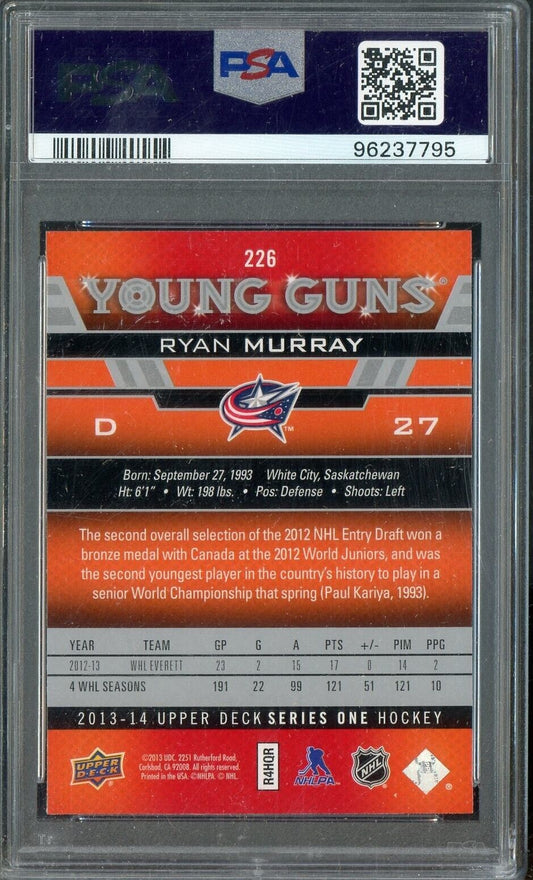 PSA
PSA
96237795
226
YOUNG GUNS®
RYAN MURRAY
D 27
TM
Born: September 27, 1993 White City, Saskatchewan
Ht: 6'1" • Wt: 198 lbs. • Pos: Defense • Shoots: Left
The second overall selection of the 2012 NHL Entry Draft won a
bronze medal with Canada at the 2012 World Juniors, and was
the second youngest player in the country's history to play in a
senior World Championship that spring (Paul Kariya, 1993).
YEAR TEAM GP G A PTS +/- PIM PPG
2012-13 WHL EVERETT 23 2 15 17 0 14 2
4 WHL SEASONS 191 22 99 121 51 121 10
2013-14 UPPER DECK SERIES ONE HOCKEY
UPPER DECK
©2013 UDC. 2251 Rutherford Road,
Carlsbad, CA 92008. All rights reserved.
Printed in the USA. ©NHLPA. © NHL.
R4HQR
NHLPA
NHL
®